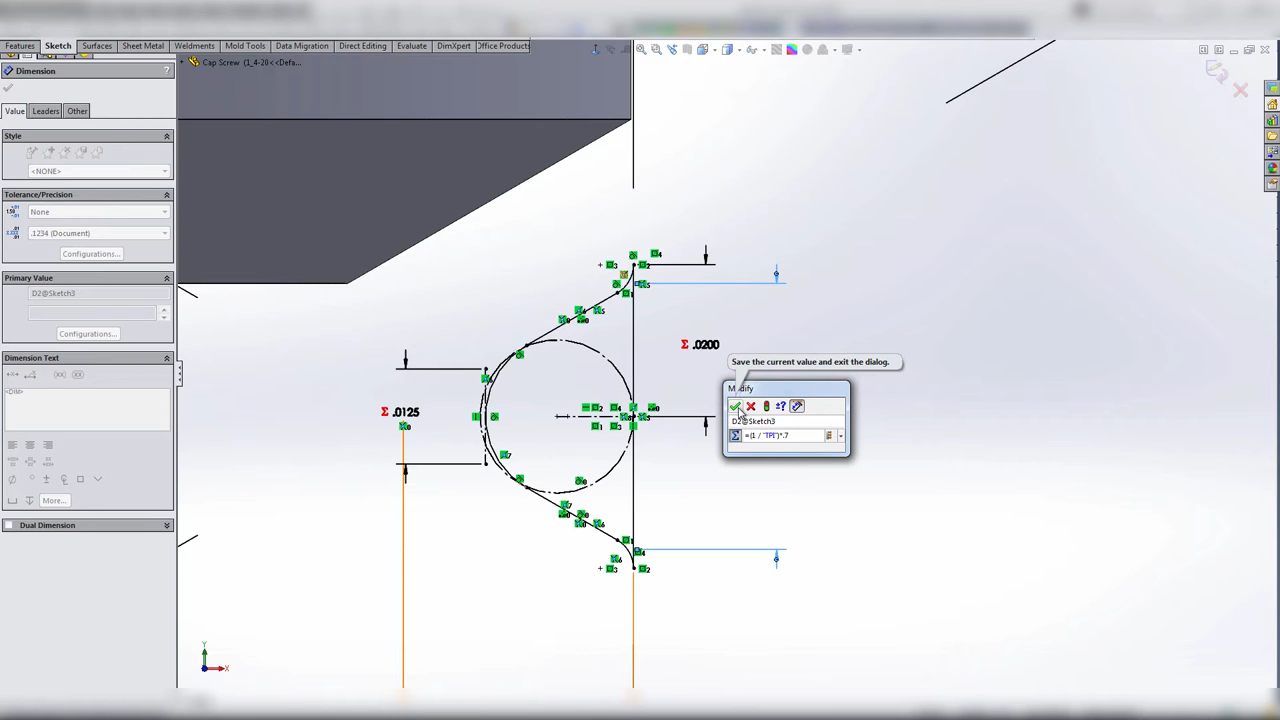 Features Sketch Surfaces Sheet Metal Weldments Mold Tools Data Migration Direct Editing Evaluate DimXpert Office Products
Cap Screw (1_4-20<<Defa...
Dimension ?
Value Leaders Other
Style
<NONE>
Tolerance/Precision
None
.1234 (Document)
Configurations...
Primary Value
D2@Sketch3
Configurations...
Dimension Text
<DIM>
More...
Dual Dimension
Σ .0200
Save the current value and exit the dialog.
Modify
D2@Sketch3
Σ =(1 / "TPI")*.7
Σ .0125
Y
X